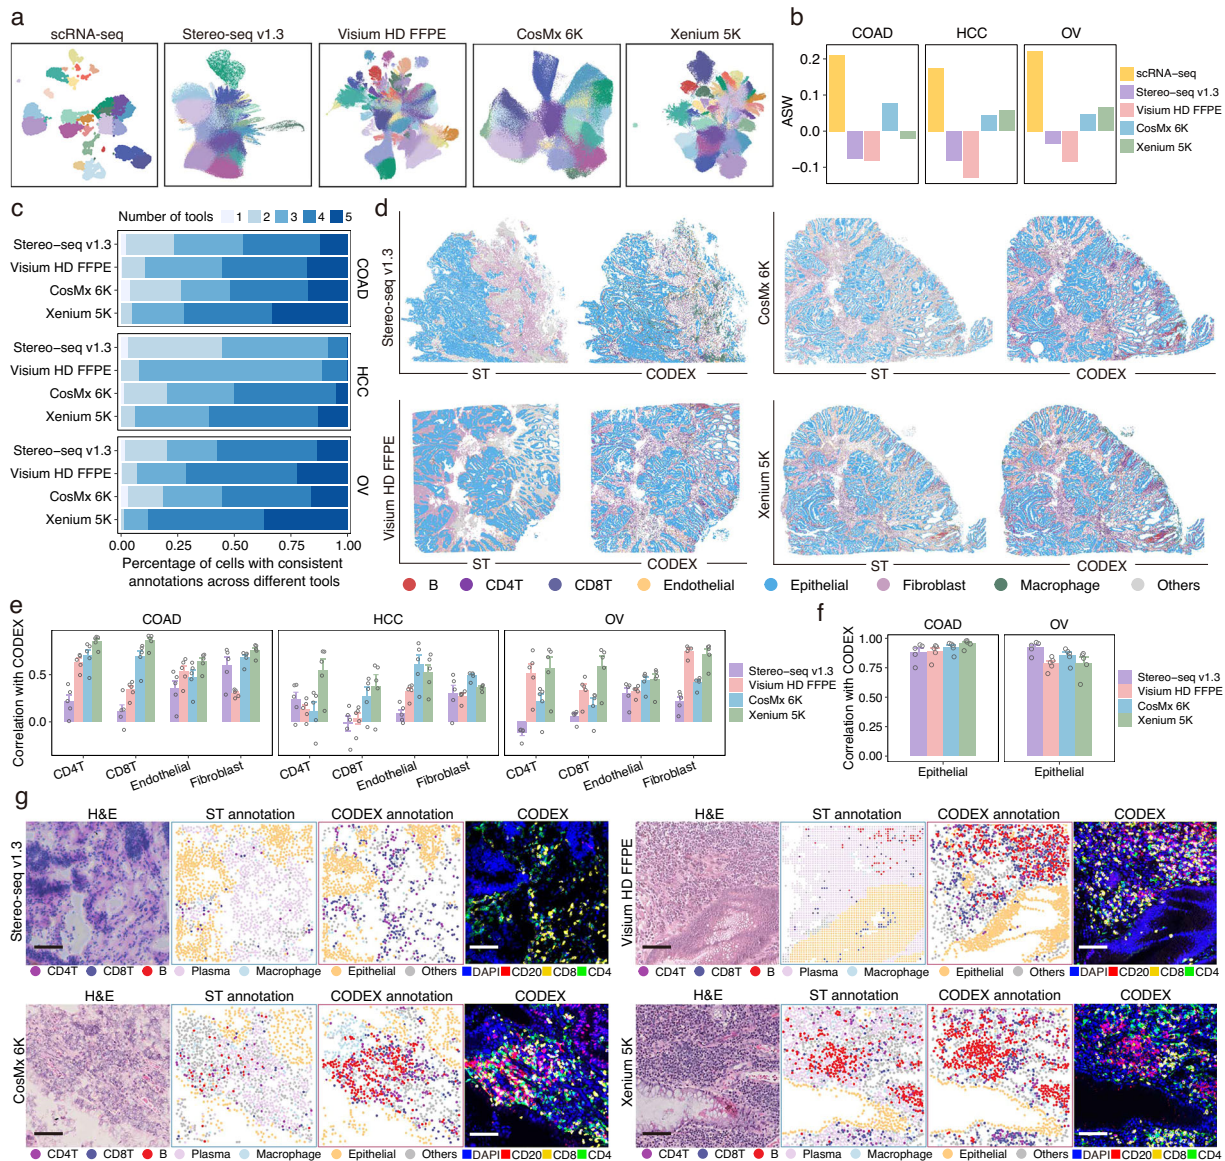 a
scRNA-seq
Stereo-seq v1.3
Visium HD FFPE
CosMx 6K
Xenium 5K
b
COAD
HCC
OV
ASW
0.2
0.1
0.0
−0.1
scRNA−seq
Stereo−seq v1.3
Visium HD FFPE
CosMx 6K
Xenium 5K
c
Number of tools
1 2 3 4 5
Stereo−seq v1.3
Visium HD FFPE
CosMx 6K
Xenium 5K
COAD
Stereo−seq v1.3
Visium HD FFPE
CosMx 6K
Xenium 5K
HCC
Stereo−seq v1.3
Visium HD FFPE
CosMx 6K
Xenium 5K
OV
0.00 0.25 0.50 0.75 1.00
Percentage of cells with consistent
annotations across different tools
d
Stereo−seq v1.3
ST
CODEX
CosMx 6K
ST
CODEX
Visium HD FFPE
ST
CODEX
Xenium 5K
ST
CODEX
B CD4T CD8T Endothelial Epithelial Fibroblast Macrophage Others
e
COAD
HCC
OV
Correlation with CODEX
0.5
0.0
CD4T CD8T Endothelial Fibroblast
CD4T CD8T Endothelial Fibroblast
CD4T CD8T Endothelial Fibroblast
Stereo−seq v1.3
Visium HD FFPE
CosMx 6K
Xenium 5K
f
COAD
OV
Correlation with CODEX
1.00
0.75
0.50
0.25
0.00
Epithelial
Epithelial
Stereo−seq v1.3
Visium HD FFPE
CosMx 6K
Xenium 5K
g
H&E
ST annotation
CODEX annotation
CODEX
Stereo−seq v1.3
CD4T CD8T B Plasma Macrophage Epithelial Others DAPI CD20 CD8 CD4
H&E
ST annotation
CODEX annotation
CODEX
Visium HD FFPE
CD4T CD8T B Plasma Macrophage Epithelial Others DAPI CD20 CD8 CD4
H&E
ST annotation
CODEX annotation
CODEX
CosMx 6K
CD4T CD8T B Plasma Macrophage Epithelial Others DAPI CD20 CD8 CD4
H&E
ST annotation
CODEX annotation
CODEX
Xenium 5K
CD4T CD8T B Plasma Macrophage Epithelial Others DAPI CD20 CD8 CD4